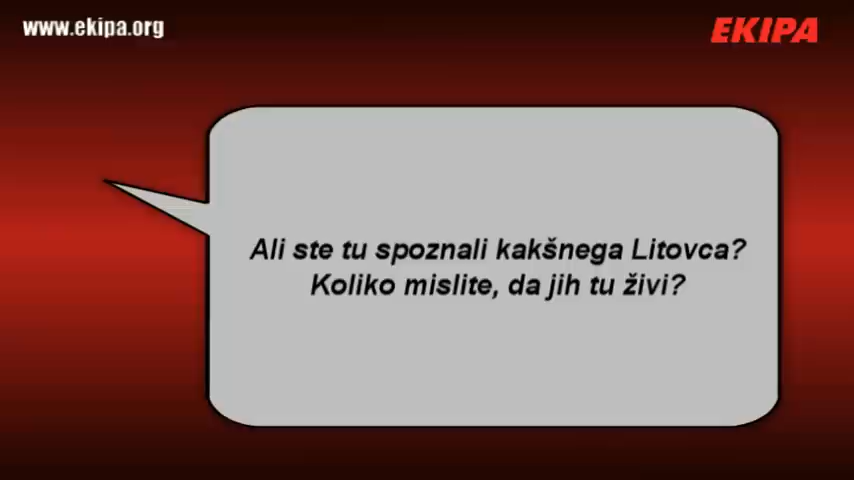 www.ekipa.org
EKIPA
Ali ste tu spoznali kakšnega Litovca?
Koliko mislite, da jih tu živi?